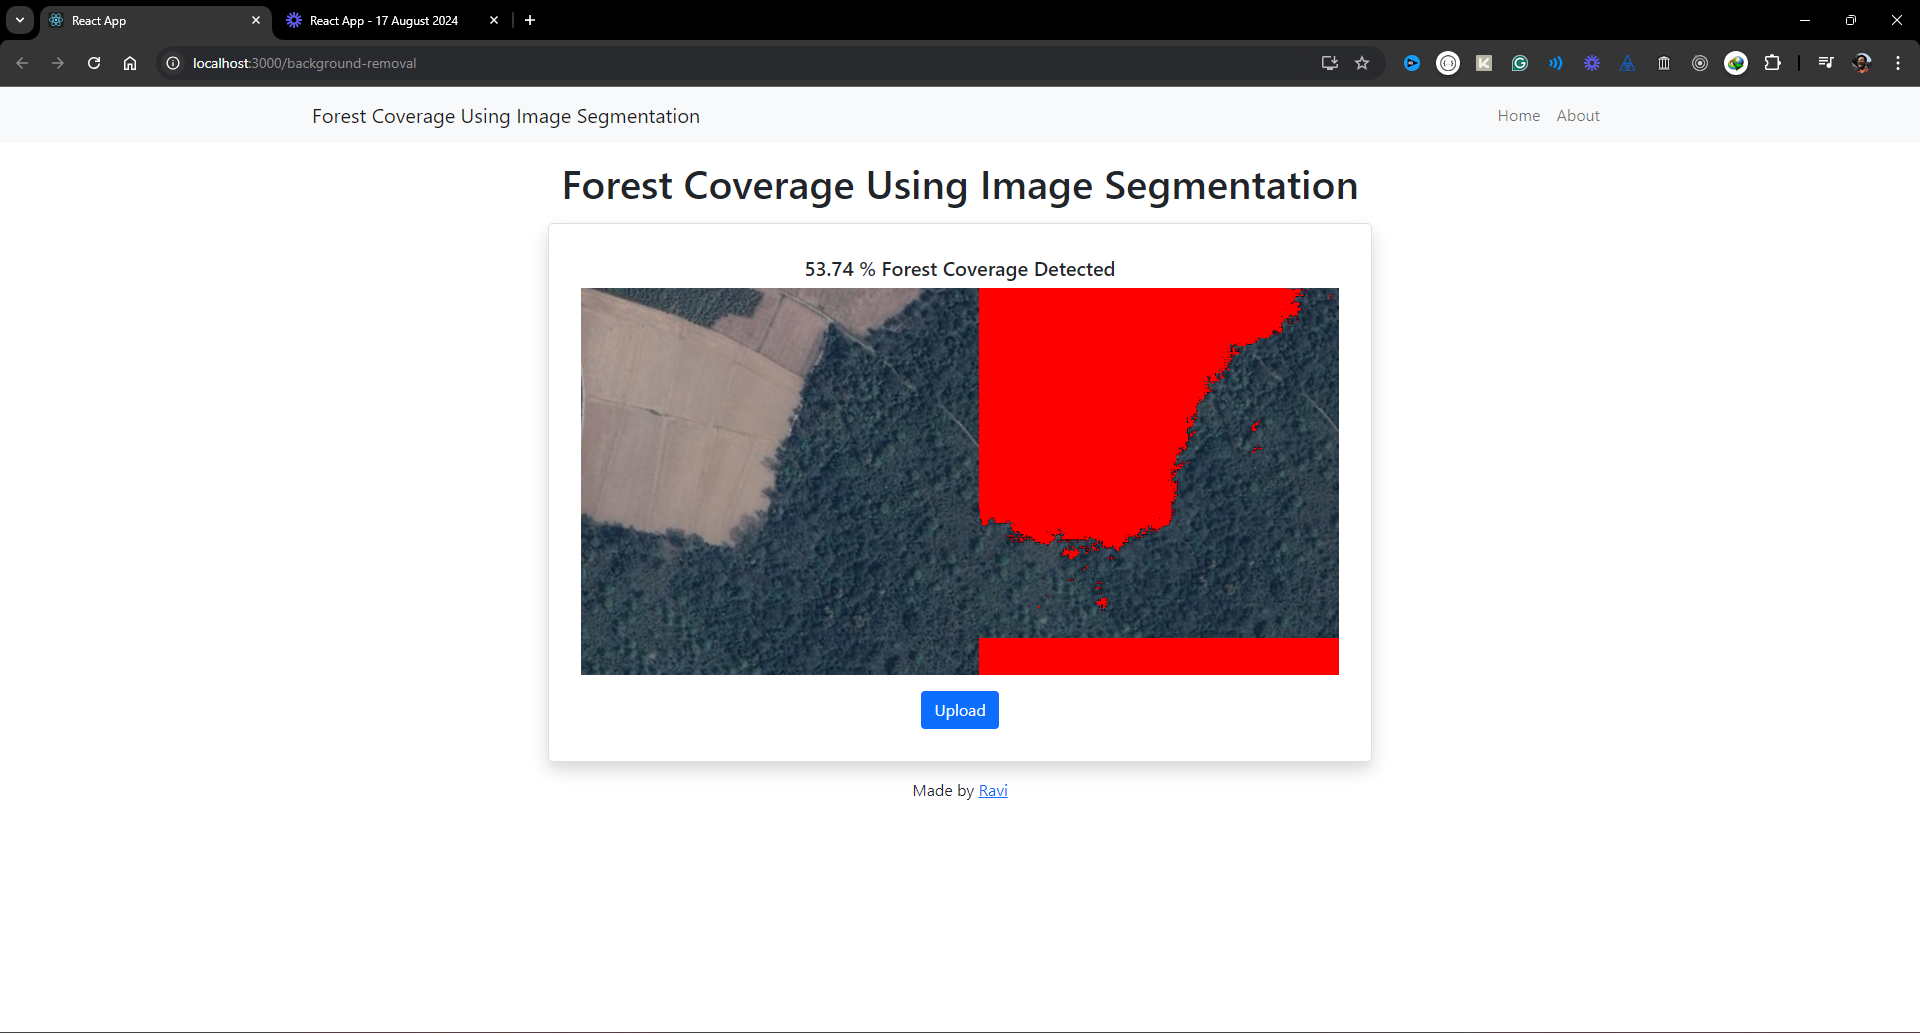 React App
React App - 17 August 2024
localhost:3000/background-removal
Forest Coverage Using Image Segmentation
Home
About
Forest Coverage Using Image Segmentation
53.74 % Forest Coverage Detected
Upload
Made by Ravi